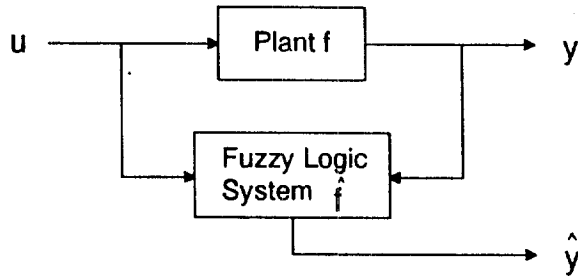 u
Plant f
y
Fuzzy Logic
System f̂
ŷ